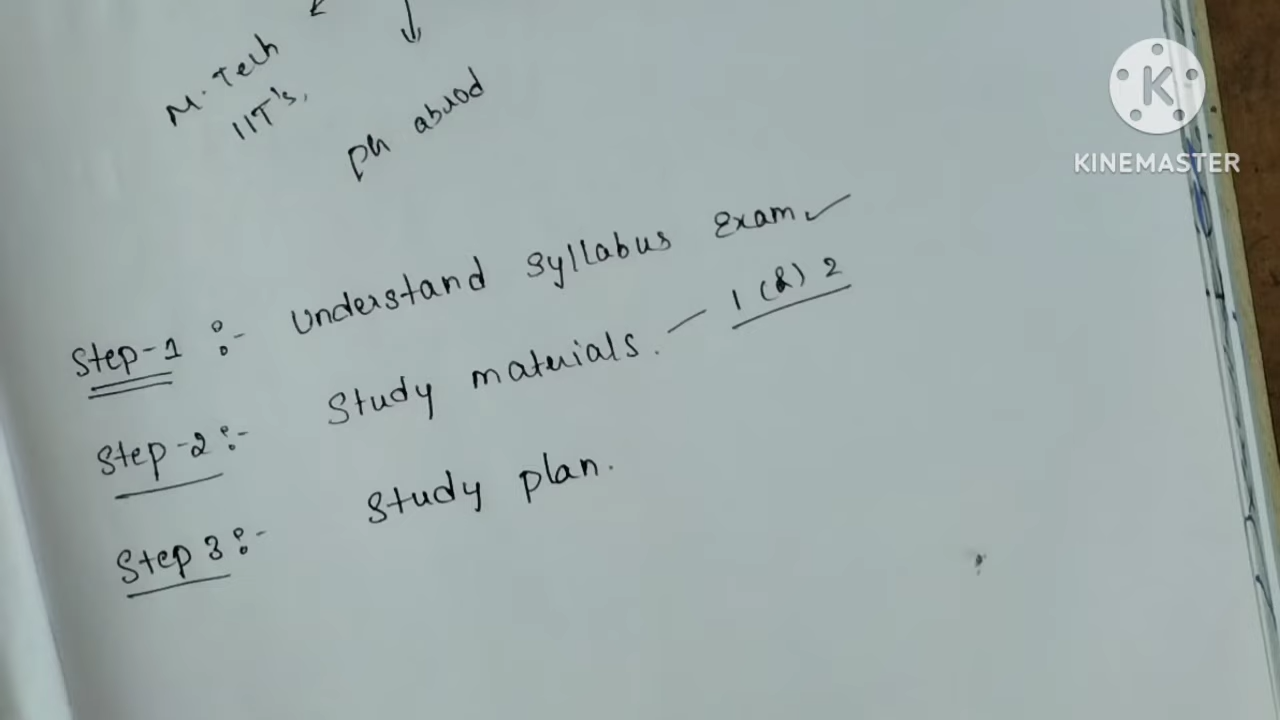 M.Tech
IIT's,
ph abrod
KINEMASTER
Step-1 :- understand syllabus Exam
Step-2 :- Study materials. - 1 (&) 2
Step 3 :- Study plan.